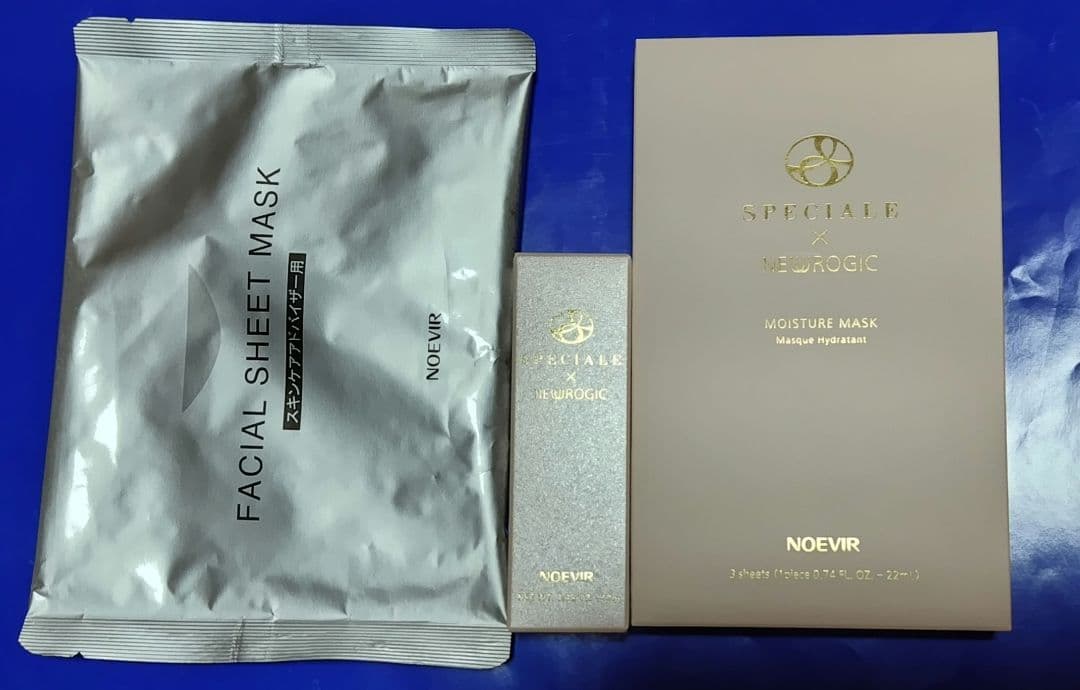 FACIAL SHEET MASK
スキンケアアドバイザー用
NOEVIR
SPECIALE
×
NEWROGIC
NOEVIR
SPECIALE
×
NEWROGIC
MOISTURE MASK
Masque Hydratant
NOEVIR
3 sheets (1piece 0.74 FL. OZ. - 22mL)